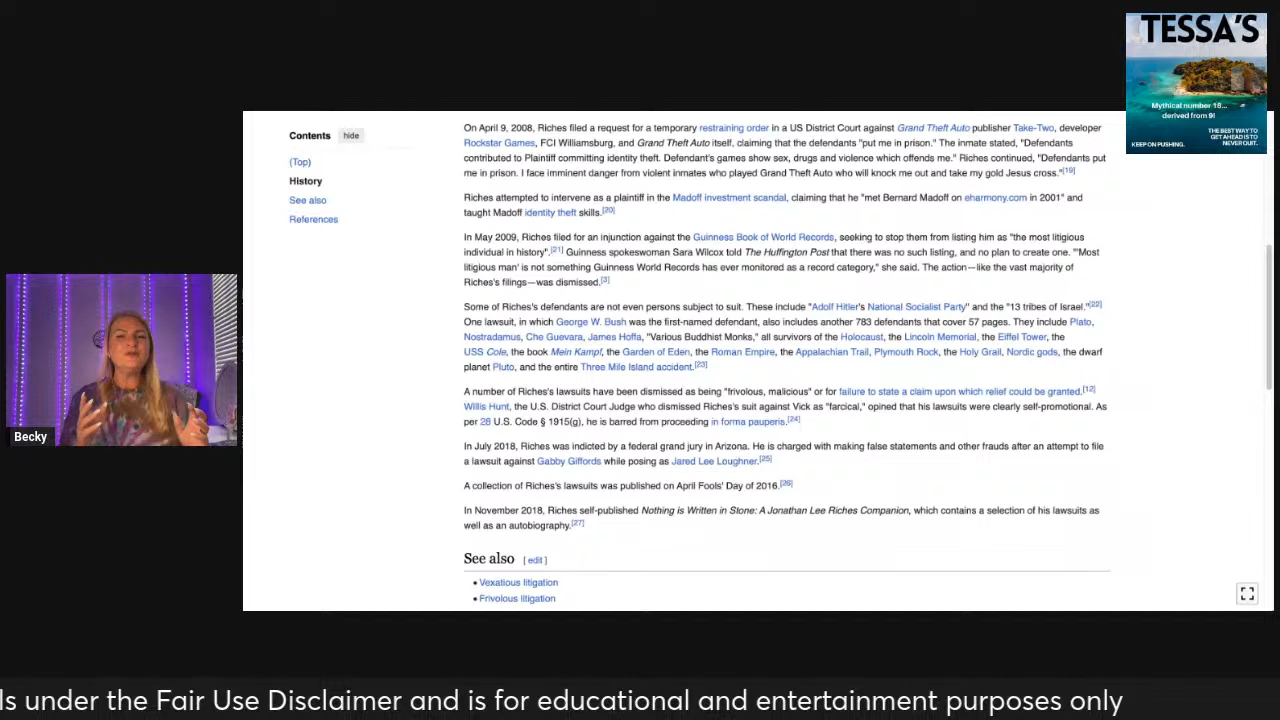 TESSA'S
Mythical number 18...
derived from 9!
THE BEST WAY TO
GET AHEAD IS TO
NEVER QUIT.
KEEP ON PUSHING.
Contents hide
(Top)
History
See also
References
On April 9, 2008, Riches filed a request for a temporary restraining order in a US District Court against Grand Theft Auto publisher Take-Two, developer
Rockstar Games, FCI Williamsburg, and Grand Theft Auto itself, claiming that the defendants "put me in prison." The inmate stated, "Defendants
contributed to Plaintiff committing identity theft. Defendant's games show sex, drugs and violence which offends me." Riches continued, "Defendants put
me in prison. I face imminent danger from violent inmates who played Grand Theft Auto who will knock me out and take my gold Jesus cross."[19]
Riches attempted to intervene as a plaintiff in the Madoff investment scandal, claiming that he "met Bernard Madoff on eharmony.com in 2001" and
taught Madoff identity theft skills.[20]
In May 2009, Riches filed for an injunction against the Guinness Book of World Records, seeking to stop them from listing him as "the most litigious
individual in history".[21] Guinness spokeswoman Sara Wilcox told The Huffington Post that there was no such listing, and no plan to create one. "'Most
litigious man' is not something Guinness World Records has ever monitored as a record category," she said. The action—like the vast majority of
Riches's filings—was dismissed.[3]
Some of Riches's defendants are not even persons subject to suit. These include "Adolf Hitler's National Socialist Party" and the "13 tribes of Israel."[22]
One lawsuit, in which George W. Bush was the first-named defendant, also includes another 783 defendants that cover 57 pages. They include Plato,
Nostradamus, Che Guevara, James Hoffa, "Various Buddhist Monks," all survivors of the Holocaust, the Lincoln Memorial, the Eiffel Tower, the
USS Cole, the book Mein Kampf, the Garden of Eden, the Roman Empire, the Appalachian Trail, Plymouth Rock, the Holy Grail, Nordic gods, the dwarf
planet Pluto, and the entire Three Mile Island accident.[23]
A number of Riches's lawsuits have been dismissed as being "frivolous, malicious" or for failure to state a claim upon which relief could be granted.[12]
Willis Hunt, the U.S. District Court Judge who dismissed Riches's suit against Vick as "farcical," opined that his lawsuits were clearly self-promotional. As
per 28 U.S. Code § 1915(g), he is barred from proceeding in forma pauperis.[24]
In July 2018, Riches was indicted by a federal grand jury in Arizona. He is charged with making false statements and other frauds after an attempt to file
a lawsuit against Gabby Giffords while posing as Jared Lee Loughner.[25]
A collection of Riches's lawsuits was published on April Fools' Day of 2016.[26]
In November 2018, Riches self-published Nothing is Written in Stone: A Jonathan Lee Riches Companion, which contains a selection of his lawsuits as
well as an autobiography.[27]
See also [ edit ]
• Vexatious litigation
• Frivolous litigation
Becky
ls under the Fair Use Disclaimer and is for educational and entertainment purposes only